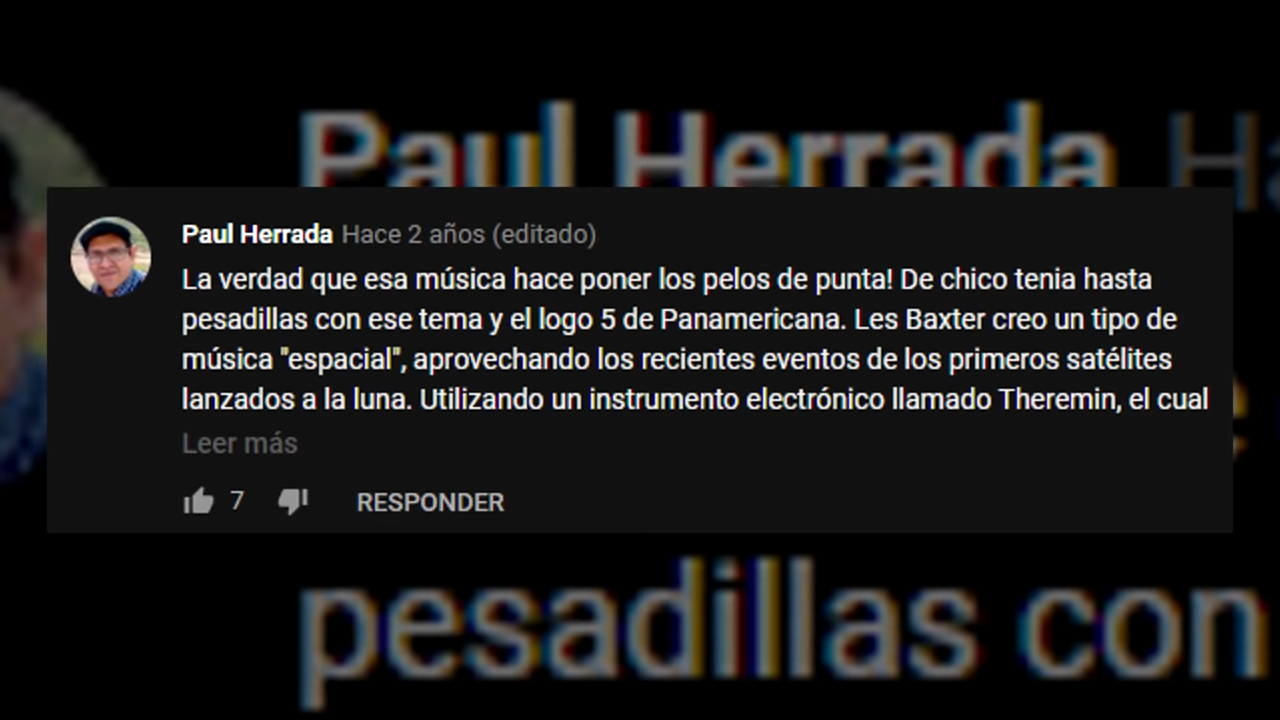 Paul Herrada Ha
Paul Herrada Hace 2 años (editado)
La verdad que esa música hace poner los pelos de punta! De chico tenia hasta
pesadillas con ese tema y el logo 5 de Panamericana. Les Baxter creo un tipo de
música "espacial", aprovechando los recientes eventos de los primeros satélites
lanzados a la luna. Utilizando un instrumento electrónico llamado Theremin, el cual
Leer más
7
RESPONDER
pesadillas con